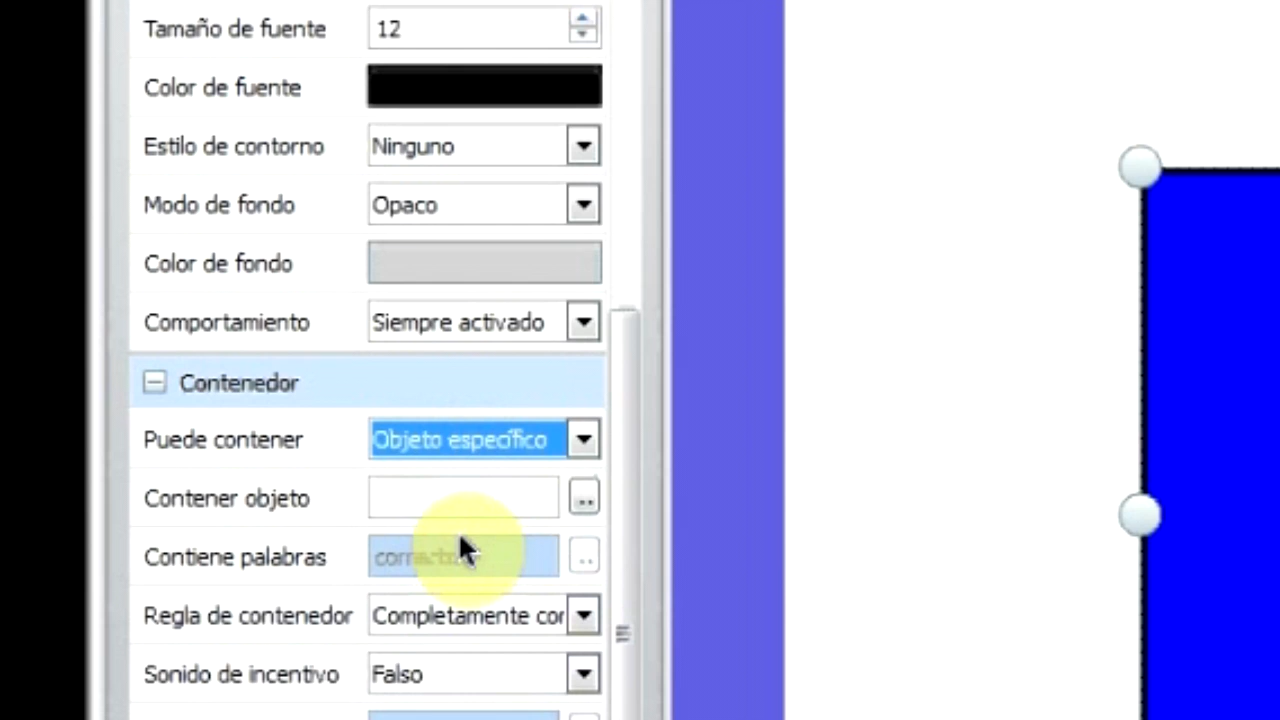 Tamaño de fuente 12
Color de fuente
Estilo de contorno Ninguno
Modo de fondo Opaco
Color de fondo
Comportamiento Siempre activado
Contenedor
Puede contener Objeto específico
Contener objeto ..
Contiene palabras ..
Regla de contenedor Completamente cor
Sonido de incentivo Falso